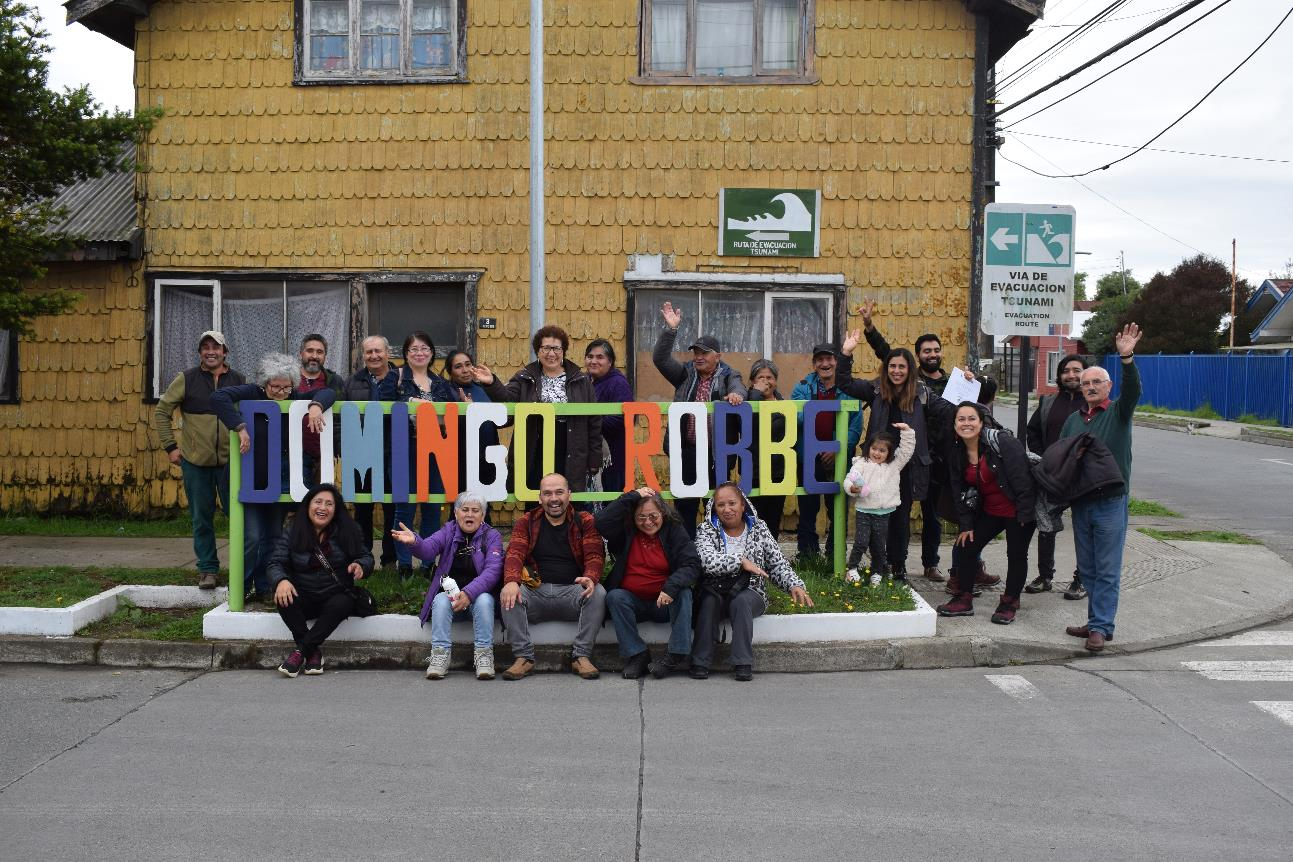 RUTA DE EVACUACION
TSUNAMI
VIA DE
EVACUACION
TSUNAMI
EVACUATION
ROUTE
DOMINGO ROBBE